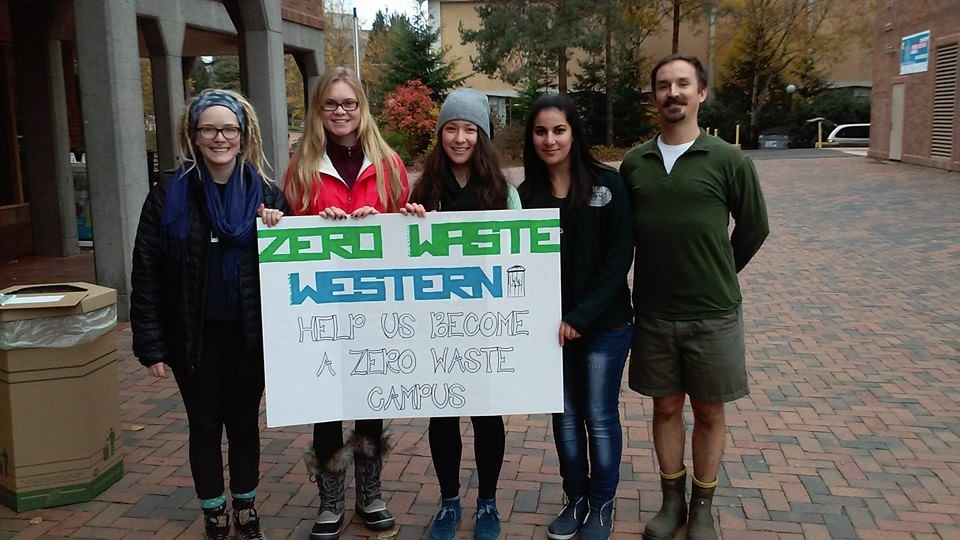 ZERO WASTE
WESTERN
HELP US BECOME
A ZERO WASTE
CAMPUS